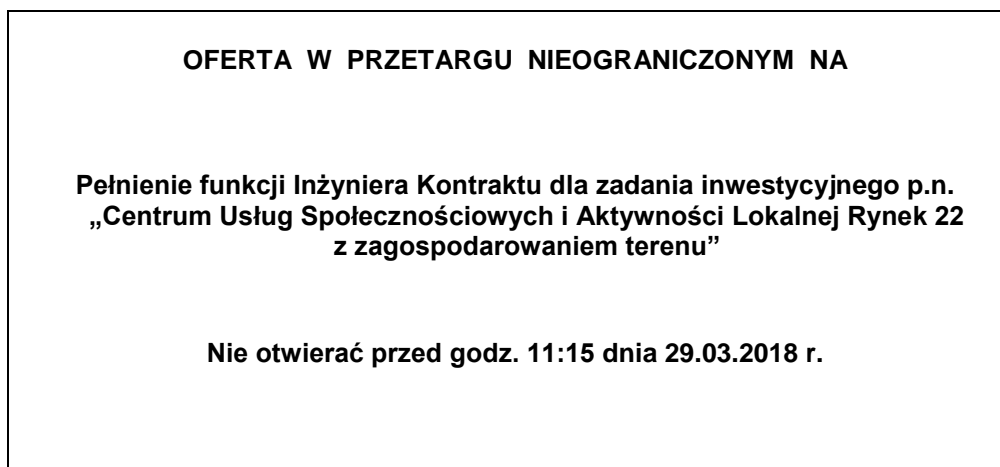 OFERTA W PRZETARGU NIEOGRANICZONYM NA
Pełnienie funkcji Inżyniera Kontraktu dla zadania inwestycyjnego p.n.
„Centrum Usług Społecznościowych i Aktywności Lokalnej Rynek 22
z zagospodarowaniem terenu”
Nie otwierać przed godz. 11:15 dnia 29.03.2018 r.